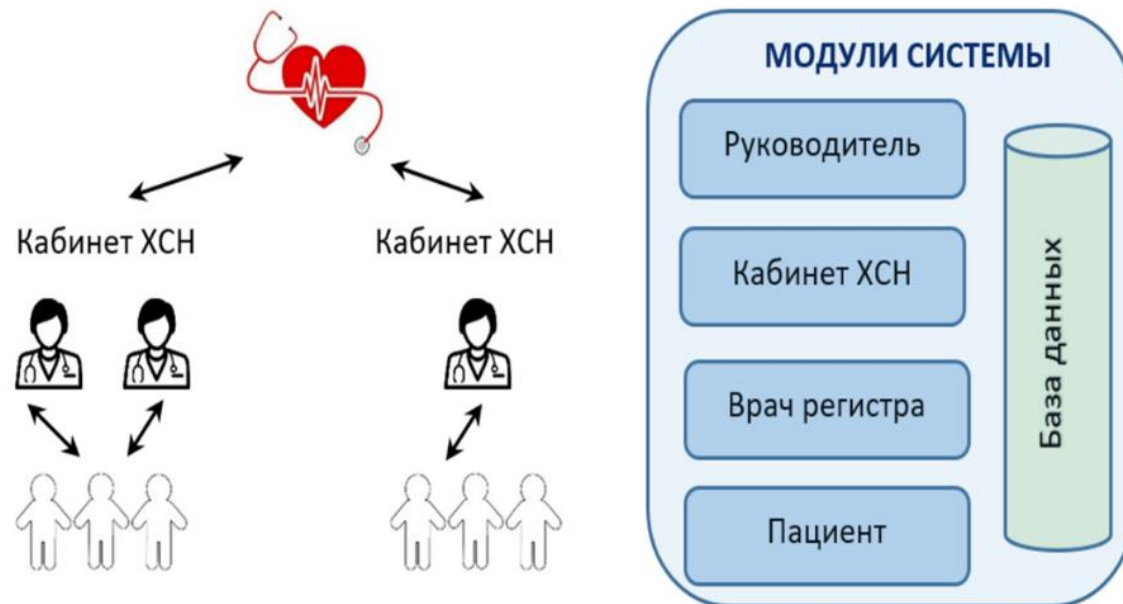 Кабинет ХСН
Кабинет ХСН
МОДУЛИ СИСТЕМЫ
Руководитель
Кабинет ХСН
Врач регистра
Пациент
База данных